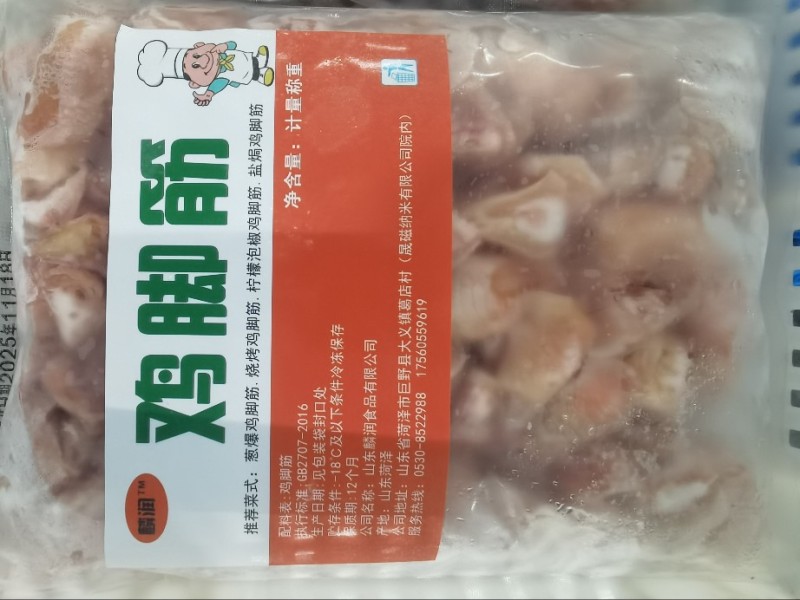 麟润™
鸡脚筋
推荐菜式：葱爆鸡脚筋.烧烤鸡脚筋.柠檬泡椒鸡脚筋.盐焗鸡脚筋
净含量：计量称重
配料表:鸡脚筋
执行标准:GB2707-2016
生产日期:见包装袋封口处
贮存条件:-18℃及以下条件冷冻保存
保质期:12个月
公司名称:山东麟润食品有限公司
产地:山东菏泽
公司地址:山东省菏泽市巨野县大义镇葛店村（晟磁纳米有限公司院内）
服务热线:0530-8522988 17560559619
2025年11月18日